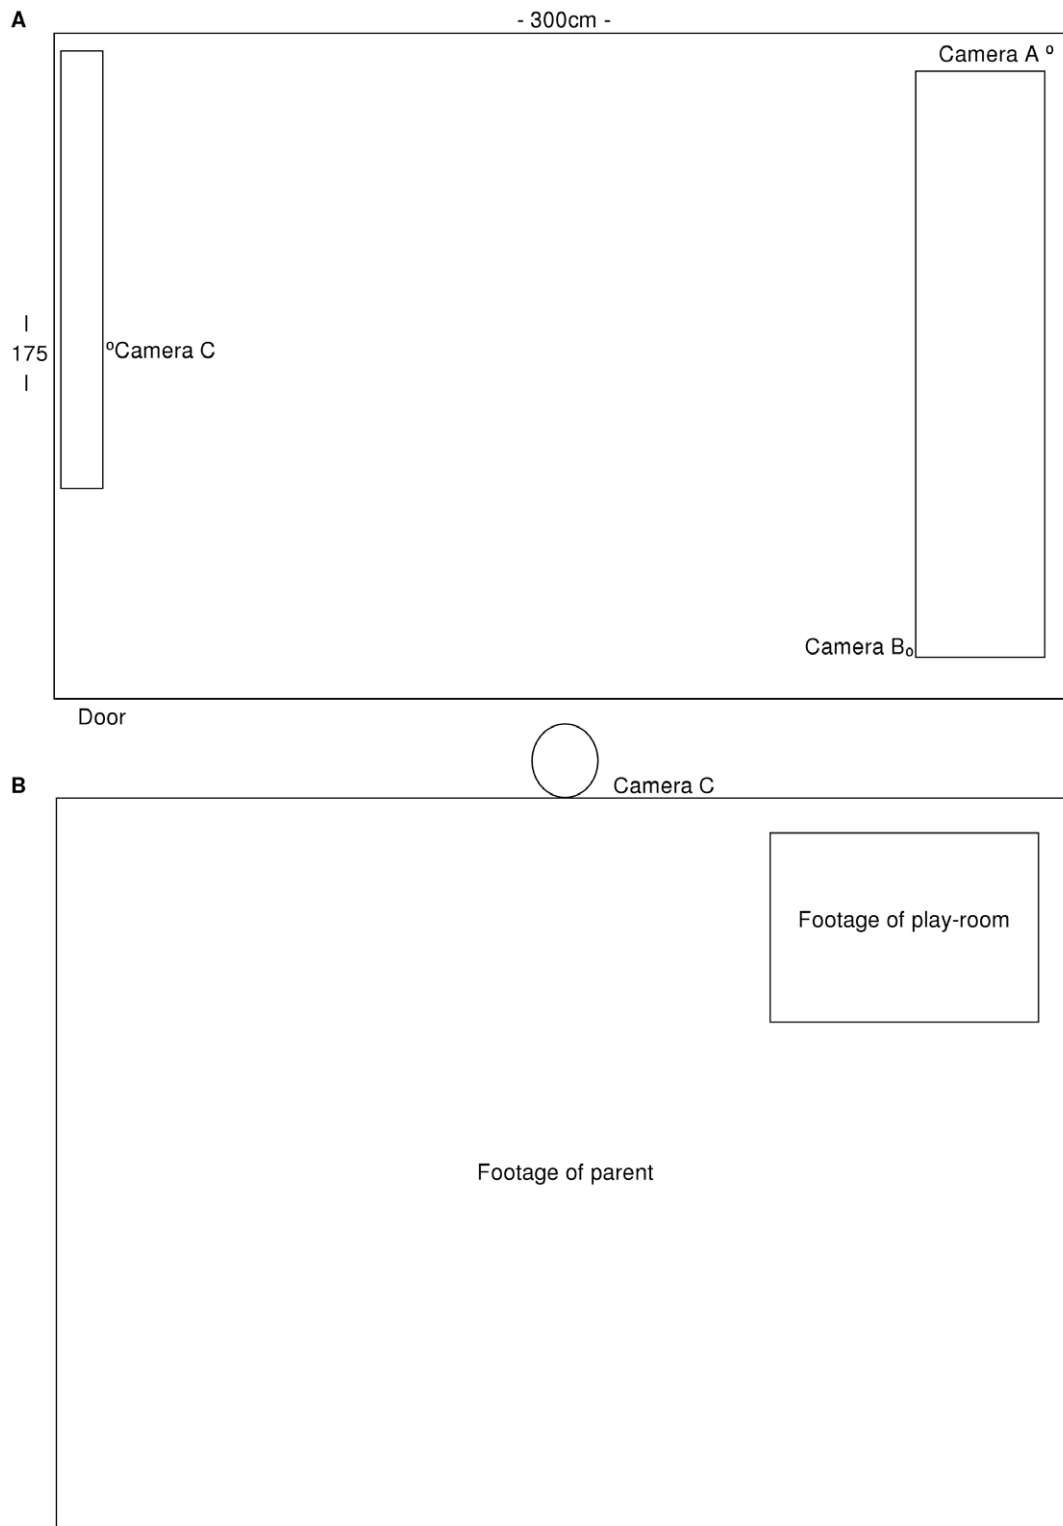 A
- 300cm -
Camera A º
|
175
|
ºCamera C
Camera Bₒ
Door
B
Camera C
Footage of play-room
Footage of parent